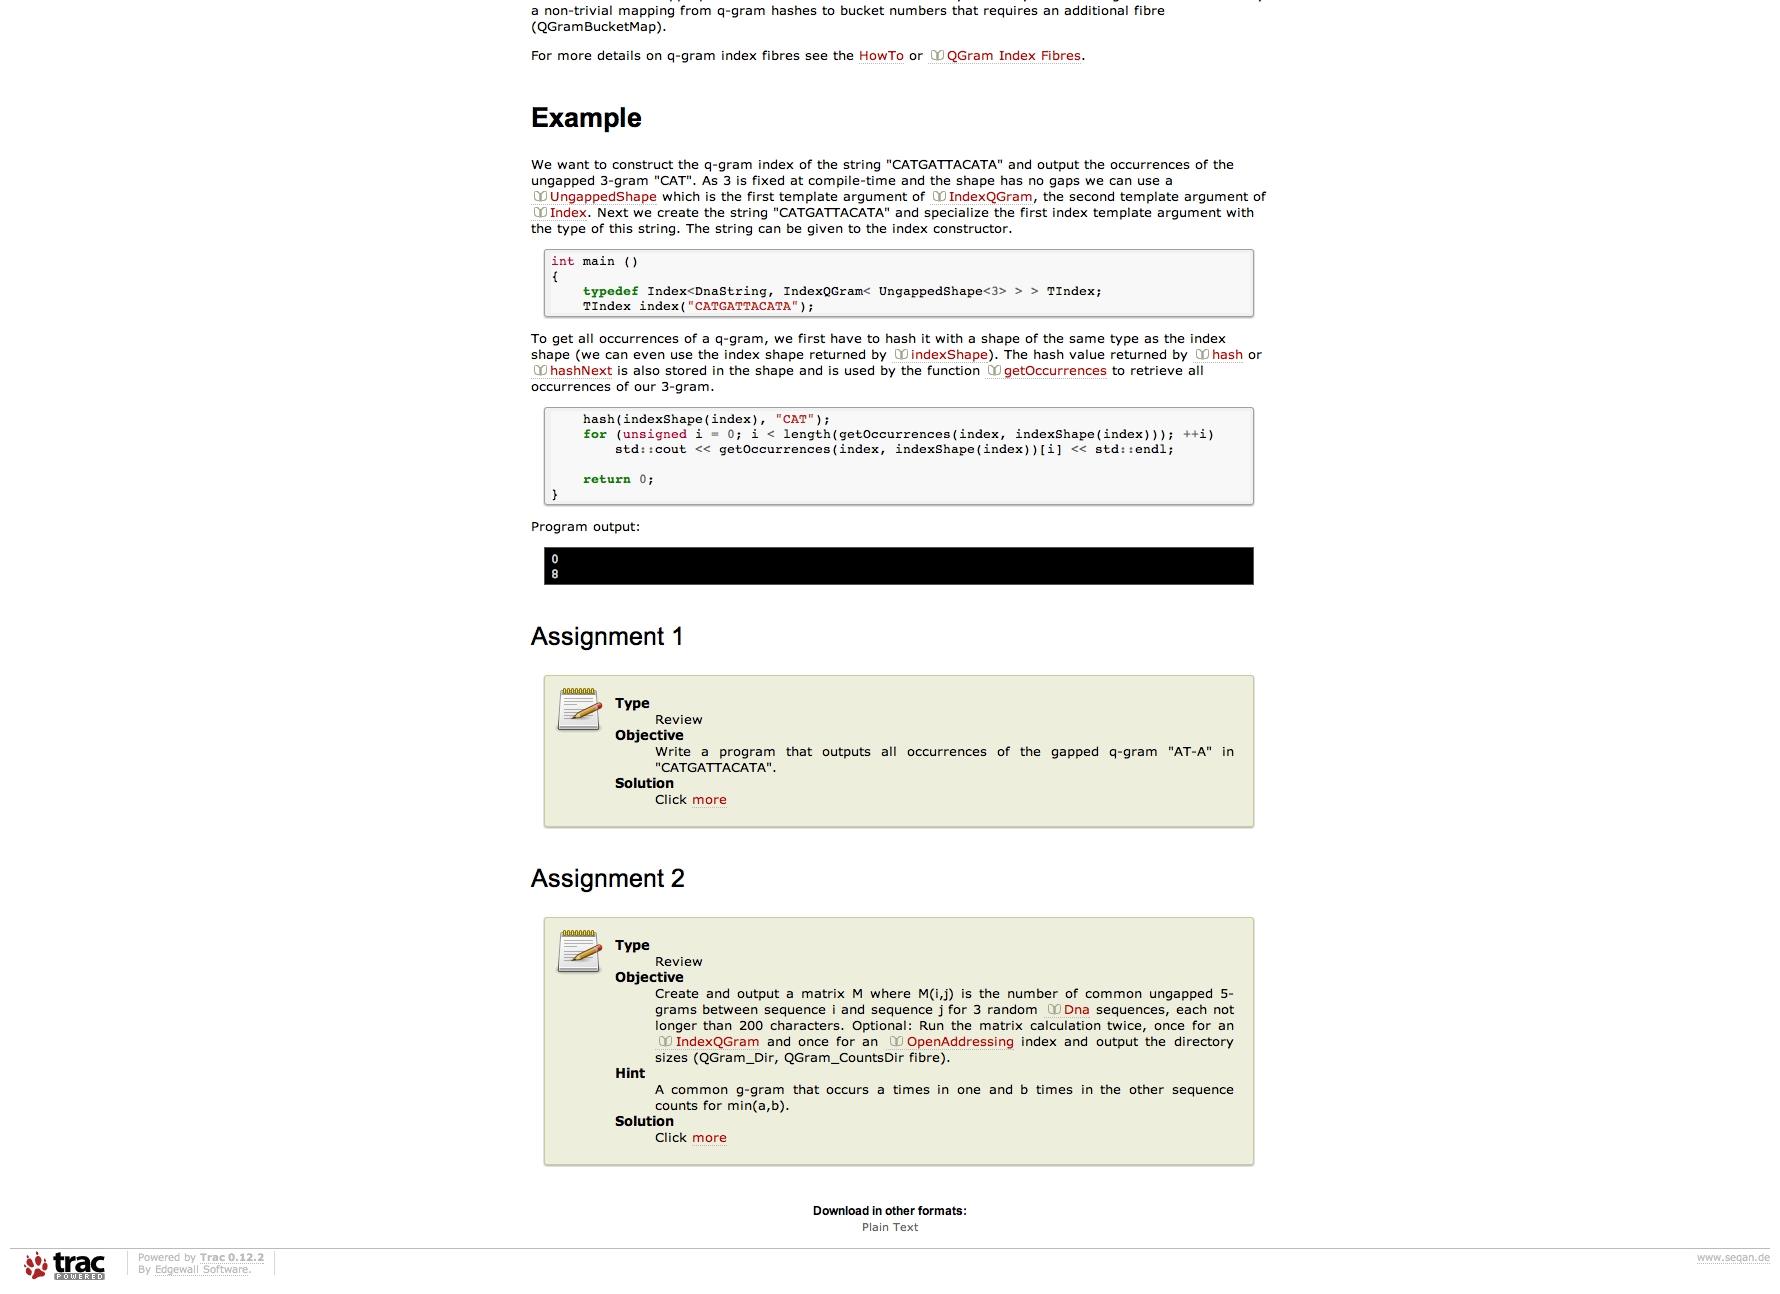 a non-trivial mapping from q-gram hashes to bucket numbers that requires an additional fibre
(QGramBucketMap).
For more details on q-gram index fibres see the HowTo or QGram Index Fibres.
Example
We want to construct the q-gram index of the string "CATGATTACATA" and output the occurrences of the
ungapped 3-gram "CAT". As 3 is fixed at compile-time and the shape has no gaps we can use a
UngappedShape which is the first template argument of IndexQGram, the second template argument of
Index. Next we create the string "CATGATTACATA" and specialize the first index template argument with
the type of this string. The string can be given to the index constructor.
int main ()
{
    typedef Index<DnaString, IndexQGram< UngappedShape<3> > > TIndex;
    TIndex index("CATGATTACATA");
To get all occurrences of a q-gram, we first have to hash it with a shape of the same type as the index
shape (we can even use the index shape returned by indexShape). The hash value returned by hash or
hashNext is also stored in the shape and is used by the function getOccurrences to retrieve all
occurrences of our 3-gram.
    hash(indexShape(index), "CAT");
    for (unsigned i = 0; i < length(getOccurrences(index, indexShape(index))); ++i)
        std::cout << getOccurrences(index, indexShape(index))[i] << std::endl;
    return 0;
}
Program output:
0
8
Assignment 1
Type
Review
Objective
Write a program that outputs all occurrences of the gapped q-gram "AT-A" in
"CATGATTACATA".
Solution
Click more
Assignment 2
Type
Review
Objective
Create and output a matrix M where M(i,j) is the number of common ungapped 5-
grams between sequence i and sequence j for 3 random Dna sequences, each not
longer than 200 characters. Optional: Run the matrix calculation twice, once for an
IndexQGram and once for an OpenAddressing index and output the directory
sizes (QGram_Dir, QGram_CountsDir fibre).
Hint
A common g-gram that occurs a times in one and b times in the other sequence
counts for min(a,b).
Solution
Click more
Download in other formats:
Plain Text
trac
POWERED
Powered by Trac 0.12.2
By Edgewall Software.
www.seqan.de